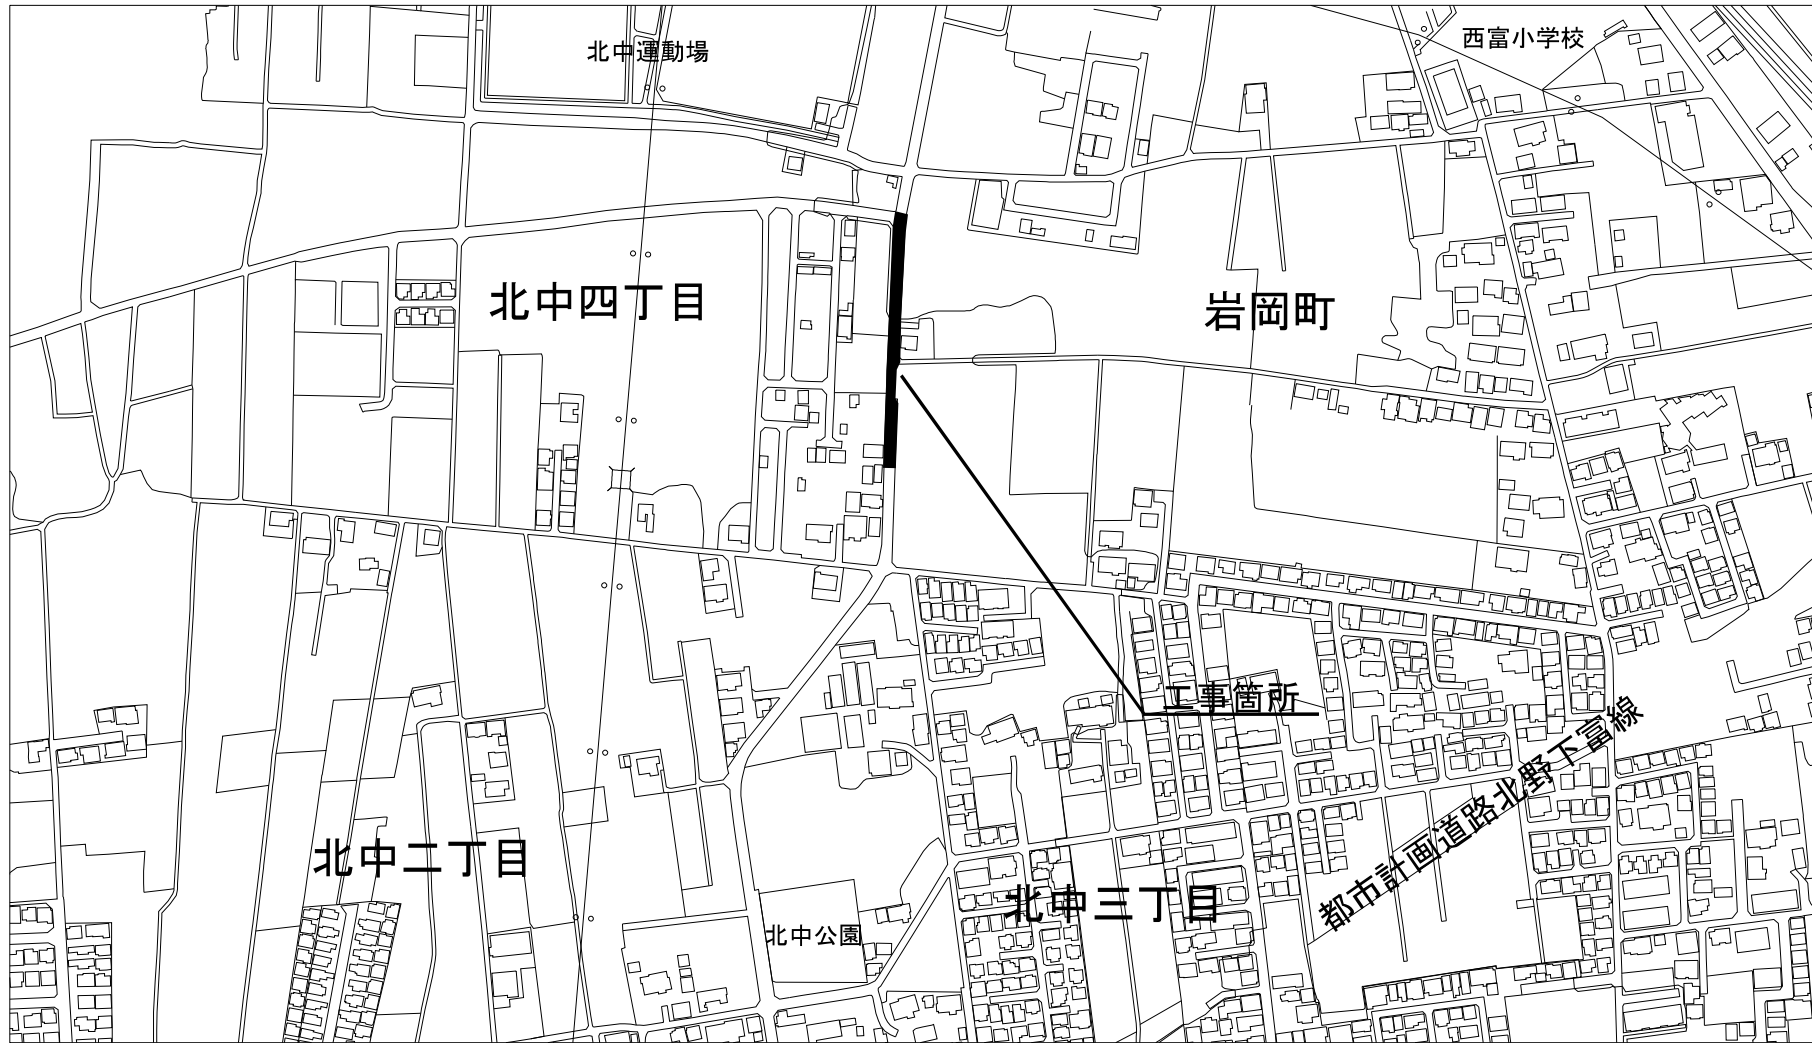 北中運動場
西富小学校
北中四丁目
岩岡町
工事箇所
都市計画道路北野下富線
北中二丁目
北中三丁目
北中公園